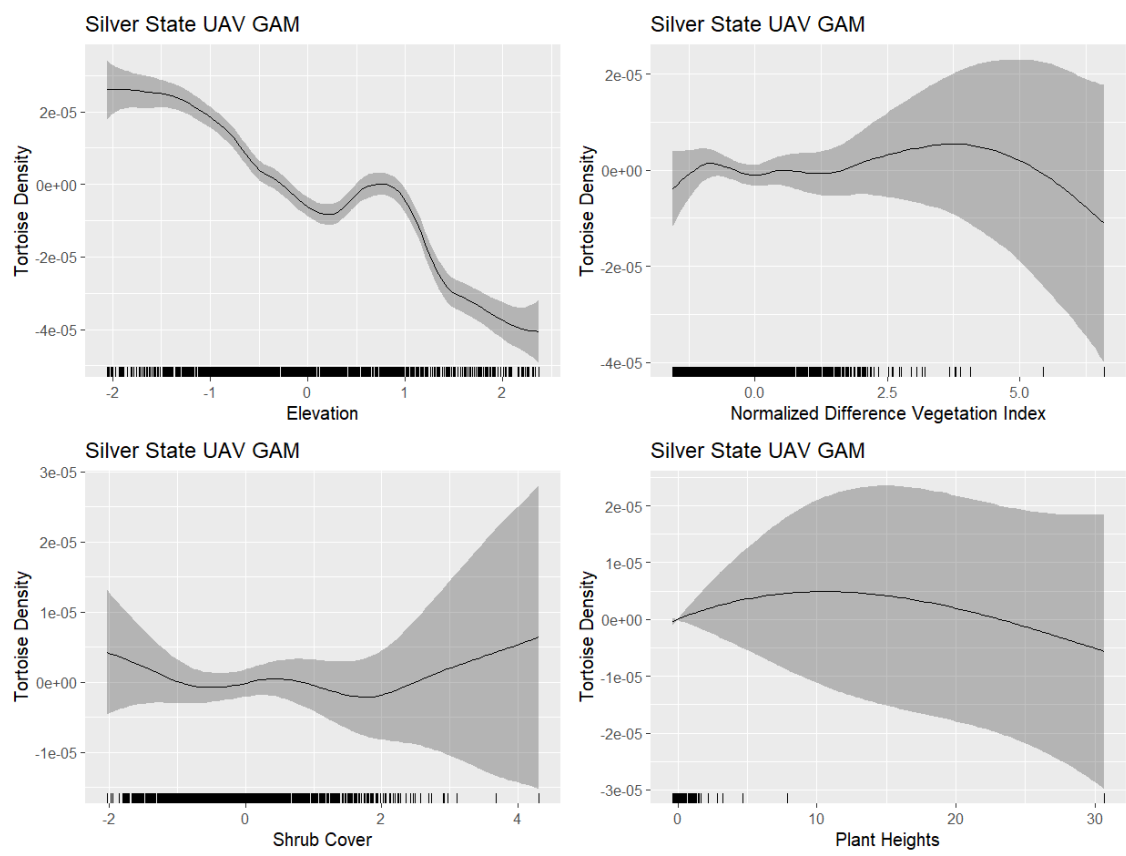 Silver State UAV GAM
Tortoise Density
2e-05
0e+00
-2e-05
-4e-05
-2
-1
0
1
2
Elevation
Silver State UAV GAM
Tortoise Density
2e-05
0e+00
-2e-05
-4e-05
0.0
2.5
5.0
Normalized Difference Vegetation Index
Silver State UAV GAM
Tortoise Density
3e-05
2e-05
1e-05
0e+00
-1e-05
-2
0
2
4
Shrub Cover
Silver State UAV GAM
Tortoise Density
2e-05
1e-05
0e+00
-1e-05
-2e-05
-3e-05
0
10
20
30
Plant Heights